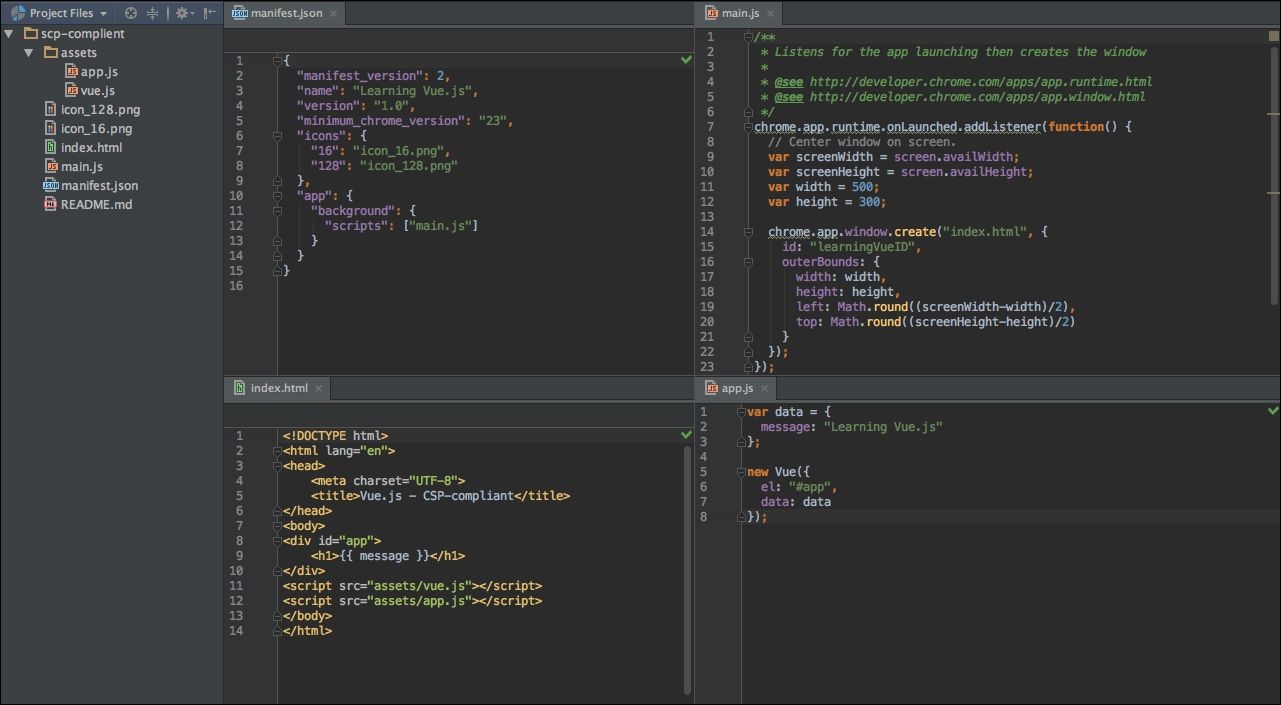 Project Files
scp-complient
assets
app.js
vue.js
icon_128.png
icon_16.png
index.html
main.js
manifest.json
README.md
manifest.json
1 {
2 "manifest_version": 2,
3 "name": "Learning Vue.js",
4 "version": "1.0",
5 "minimum_chrome_version": "23",
6 "icons": {
7 "16": "icon_16.png",
8 "128": "icon_128.png"
9 },
10 "app": {
11 "background": {
12 "scripts": ["main.js"]
13 }
14 }
15 }
16
main.js
1 /**
2 * Listens for the app launching then creates the window
3 *
4 * @see http://developer.chrome.com/apps/app.runtime.html
5 * @see http://developer.chrome.com/apps/app.window.html
6 */
7 chrome.app.runtime.onLaunched.addListener(function() {
8 // Center window on screen.
9 var screenWidth = screen.availWidth;
10 var screenHeight = screen.availHeight;
11 var width = 500;
12 var height = 300;
13
14 chrome.app.window.create("index.html", {
15 id: "learningVueID",
16 outerBounds: {
17 width: width,
18 height: height,
19 left: Math.round((screenWidth-width)/2),
20 top: Math.round((screenHeight-height)/2)
21 }
22 });
23 });
index.html
1 <!DOCTYPE html>
2 <html lang="en">
3 <head>
4 <meta charset="UTF-8">
5 <title>Vue.js - CSP-compliant</title>
6 </head>
7 <body>
8 <div id="app">
9 <h1>{{ message }}</h1>
10 </div>
11 <script src="assets/vue.js"></script>
12 <script src="assets/app.js"></script>
13 </body>
14 </html>
app.js
1 var data = {
2 message: "Learning Vue.js"
3 };
4
5 new Vue({
6 el: "#app",
7 data: data
8 });